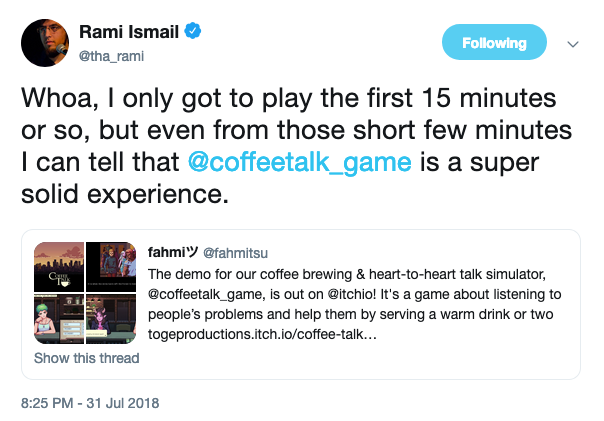 Rami Ismail
@tha_rami
Following
Whoa, I only got to play the first 15 minutes
or so, but even from those short few minutes
I can tell that @coffeetalk_game is a super
solid experience.
fahmiツ @fahmitsu
The demo for our coffee brewing & heart-to-heart talk simulator,
@coffeetalk_game, is out on @itchio! It's a game about listening to
people's problems and help them by serving a warm drink or two
togeproductions.itch.io/coffee-talk…
COFFEE
TALK
Show this thread
8:25 PM - 31 Jul 2018